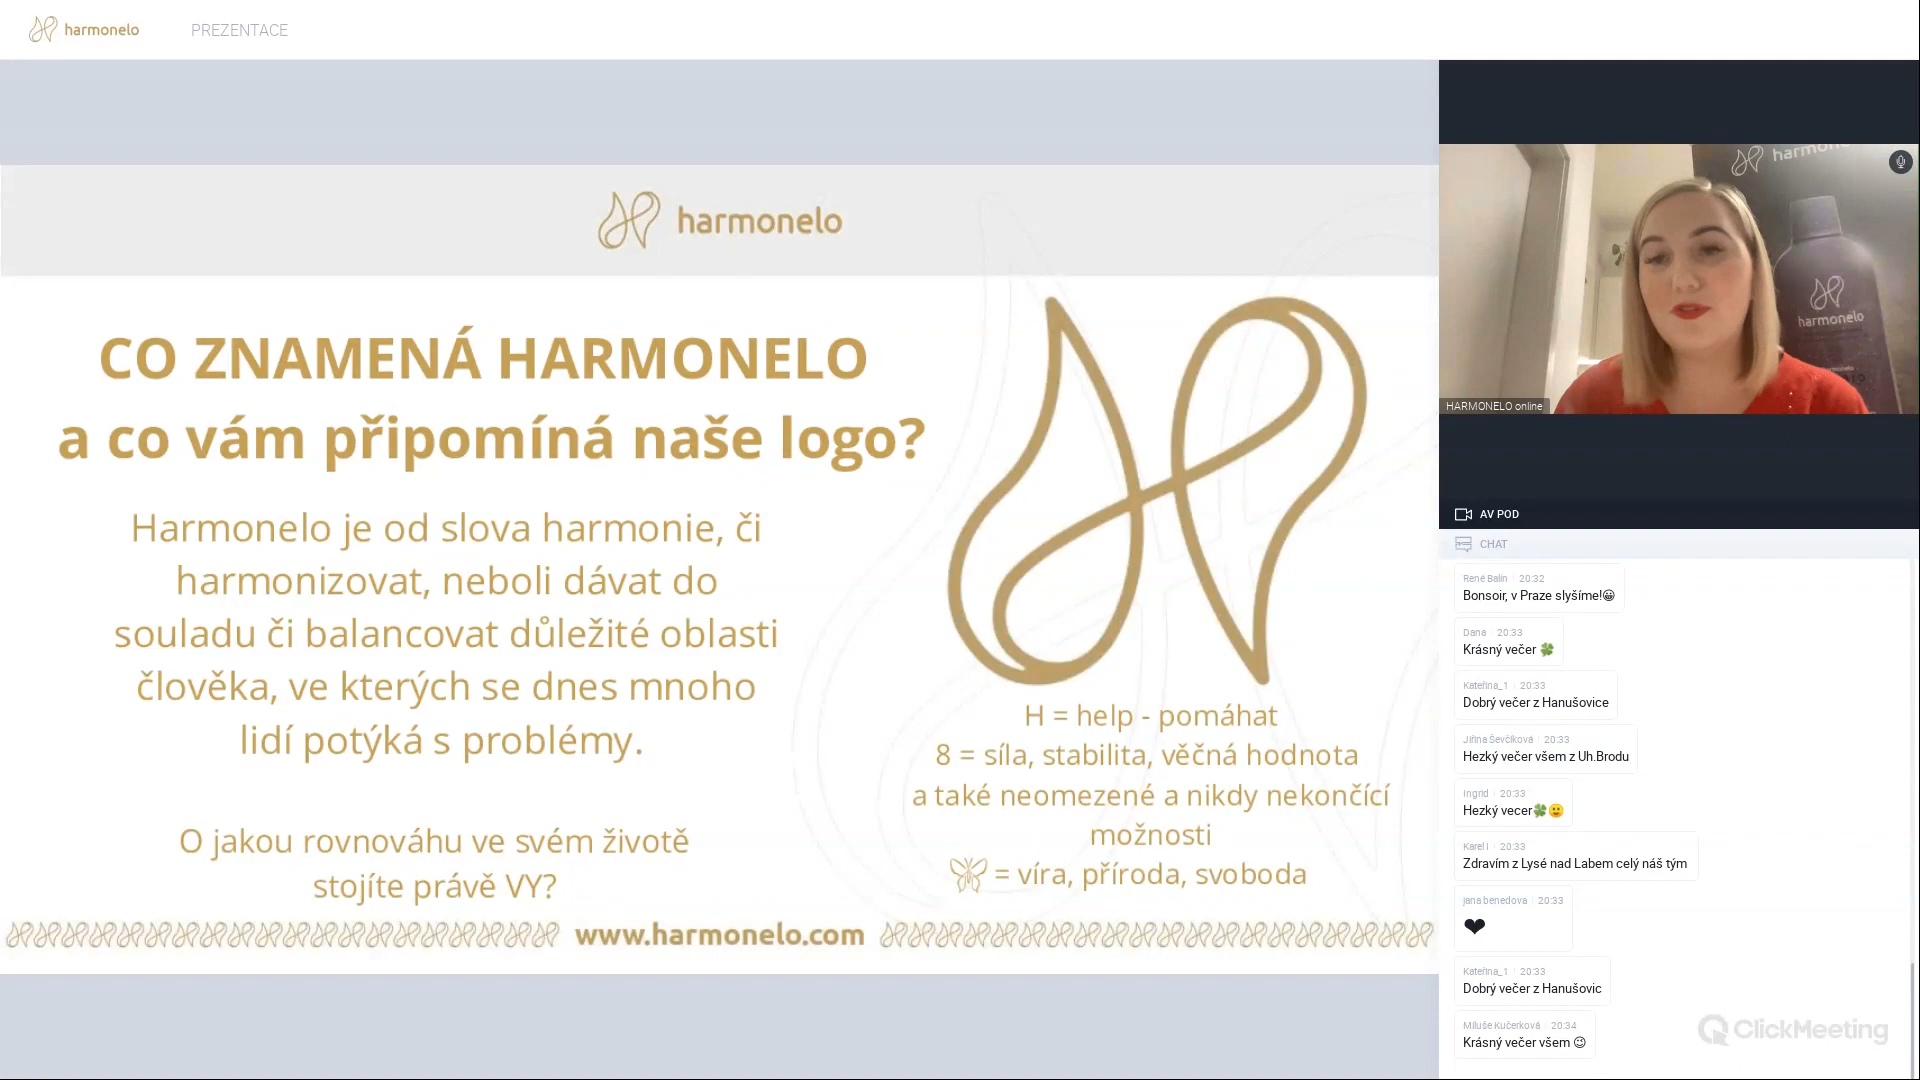 harmonelo
PREZENTACE
harmonelo
CO ZNAMENÁ HARMONELO
a co vám připomíná naše logo?
Harmonelo je od slova harmonie, či
harmonizovat, neboli dávat do
souladu či balancovat důležité oblasti
člověka, ve kterých se dnes mnoho
lidí potýká s problémy.
O jakou rovnováhu ve svém životě
stojíte právě VY?
H = help - pomáhat
8 = síla, stabilita, věčná hodnota
a také neomezené a nikdy nekončící
možnosti
= víra, příroda, svoboda
www.harmonelo.com
harmonelo
harmonelo
HARMONELO online
AV POD
CHAT
René Balín 20:32
Bonsoir, v Praze slyšíme!😀
Dana 20:33
Krásný večer 🍀
Kateřina_1 20:33
Dobrý večer z Hanušovice
Jiřina Ševčíková 20:33
Hezký večer všem z Uh.Brodu
Ingrid 20:33
Hezký vecer🍀🙂
Karel I 20:33
Zdravím z Lysé nad Labem celý náš tým
jana benedova 20:33
❤
Kateřina_1 20:33
Dobrý večer z Hanušovic
Miluše Kučerková 20:34
Krásný večer všem 😉
ClickMeeting